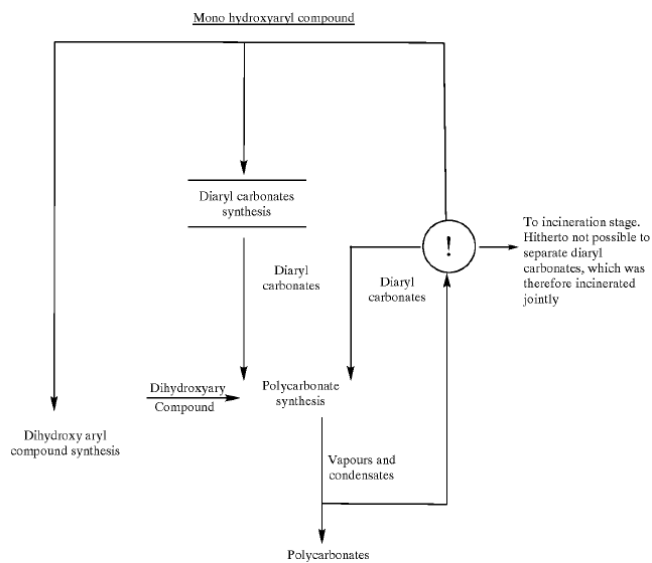 Mono hydroxyaryl compound
Diaryl carbonates
synthesis
!
To incineration stage.
Hitherto not possible to
separate diaryl
carbonates, which was
therefore incinerated
jointly
Diaryl
carbonates
Diaryl
carbonates
Dihydroxyary
Compound
Polycarbonate
synthesis
Dihydroxy aryl
compound synthesis
Vapours and
condensates
Polycarbonates